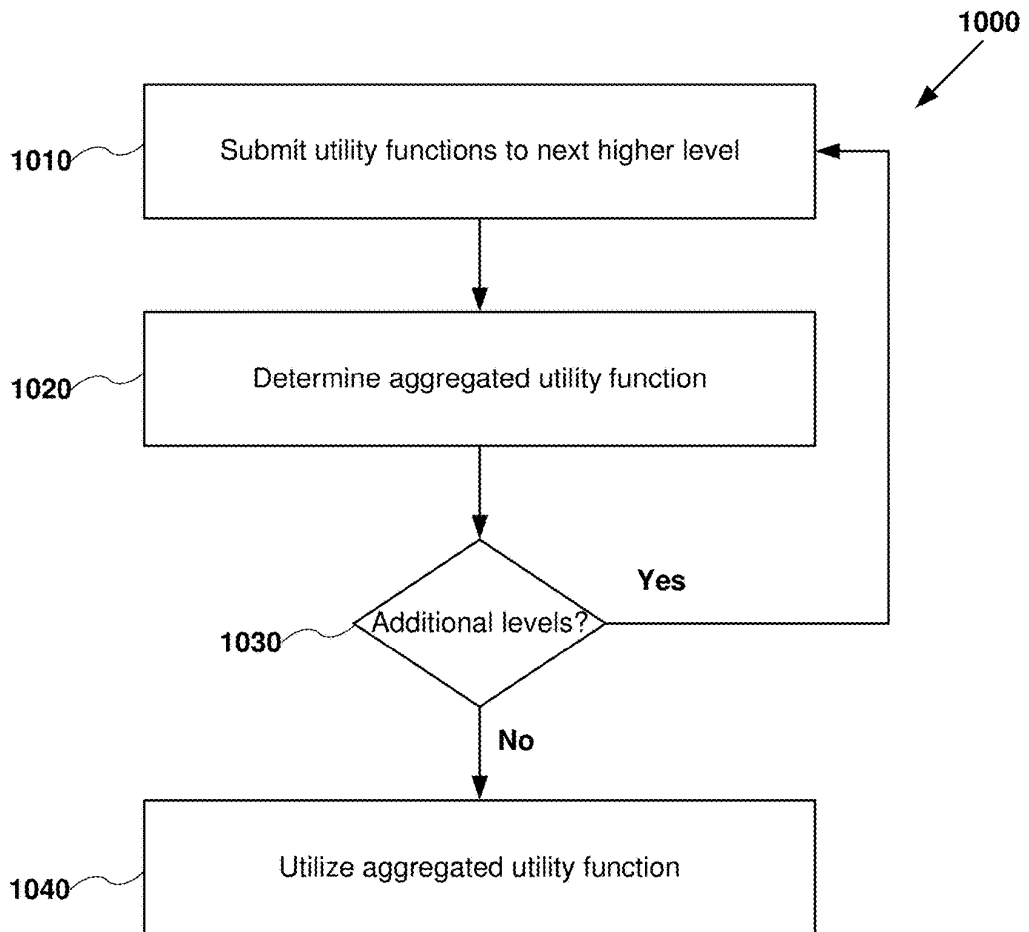 1000
1010
Submit utility functions to next higher level
1020
Determine aggregated utility function
Yes
1030
Additional levels?
No
1040
Utilize aggregated utility function